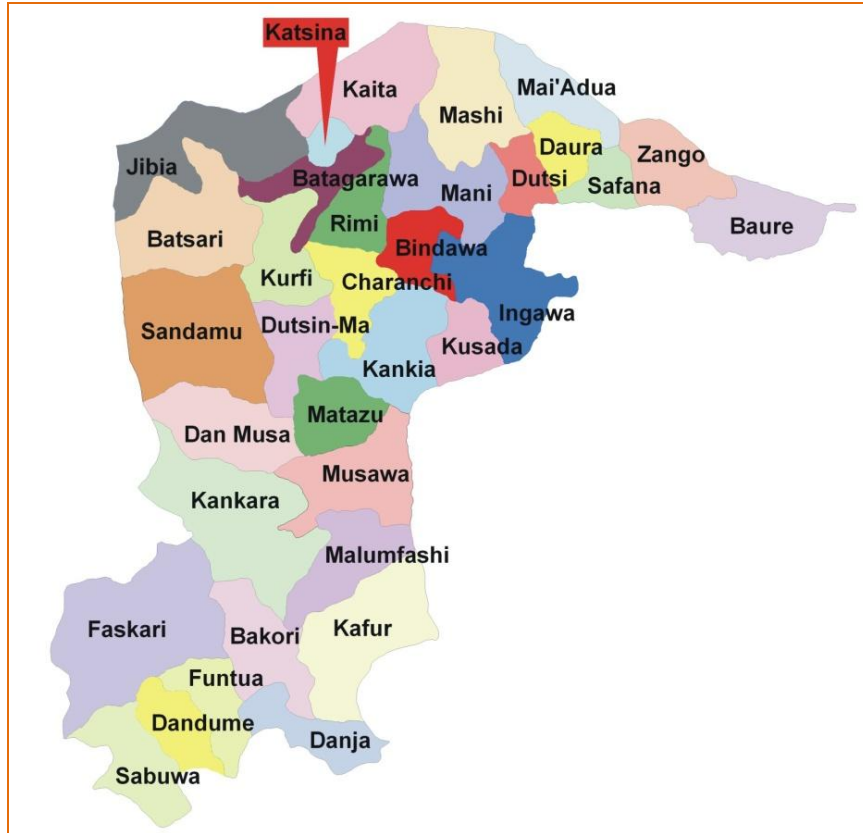 Katsina
Kaita
Mai'Adua
Mashi
Daura
Zango
Jibia
Batagarawa
Dutsi
Safana
Mani
Rimi
Baure
Batsari
Bindawa
Kurfi
Charanchi
Ingawa
Sandamu
Dutsin-Ma
Kusada
Kankia
Matazu
Dan Musa
Musawa
Kankara
Malumfashi
Faskari
Bakori
Kafur
Funtua
Dandume
Danja
Sabuwa